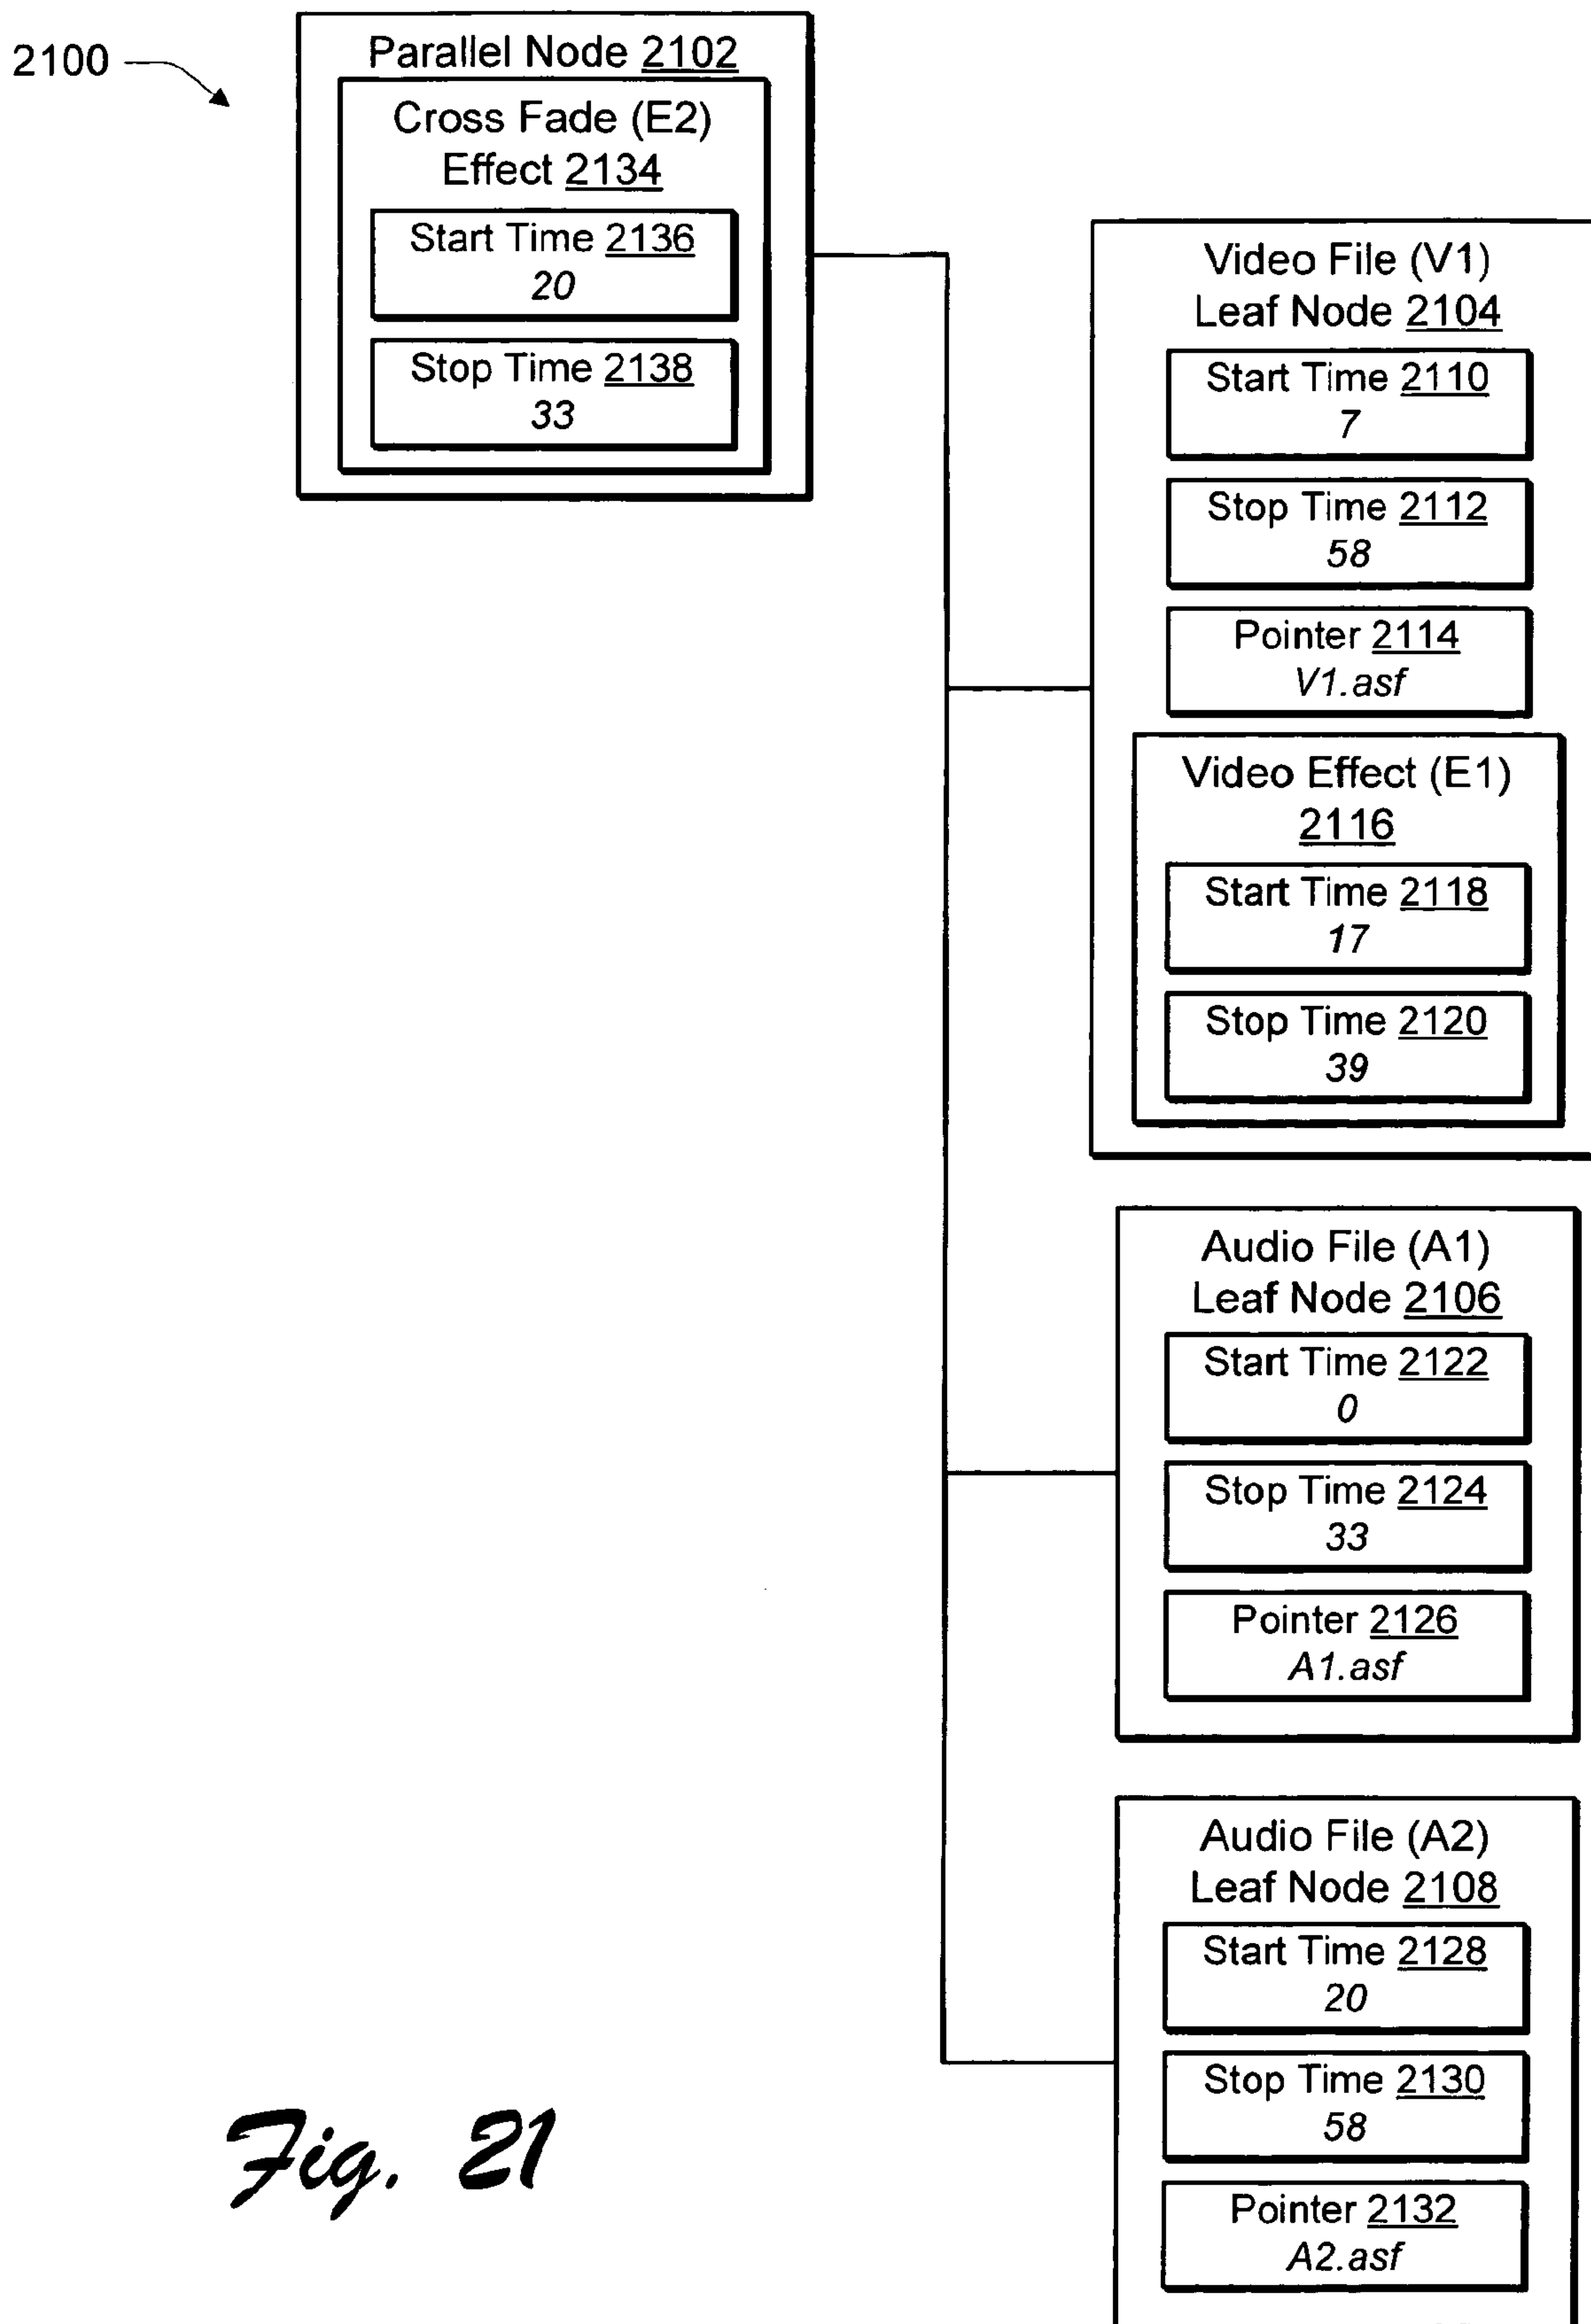 2100
Parallel Node 2102
Cross Fade (E2)
Effect 2134
Start Time 2136
20
Stop Time 2138
33
Video File (V1)
Leaf Node 2104
Start Time 2110
7
Stop Time 2112
58
Pointer 2114
V1.asf
Video Effect (E1)
2116
Start Time 2118
17
Stop Time 2120
39
Audio File (A1)
Leaf Node 2106
Start Time 2122
0
Stop Time 2124
33
Pointer 2126
A1.asf
Audio File (A2)
Leaf Node 2108
Start Time 2128
20
Stop Time 2130
58
Pointer 2132
A2.asf
Fig. 21